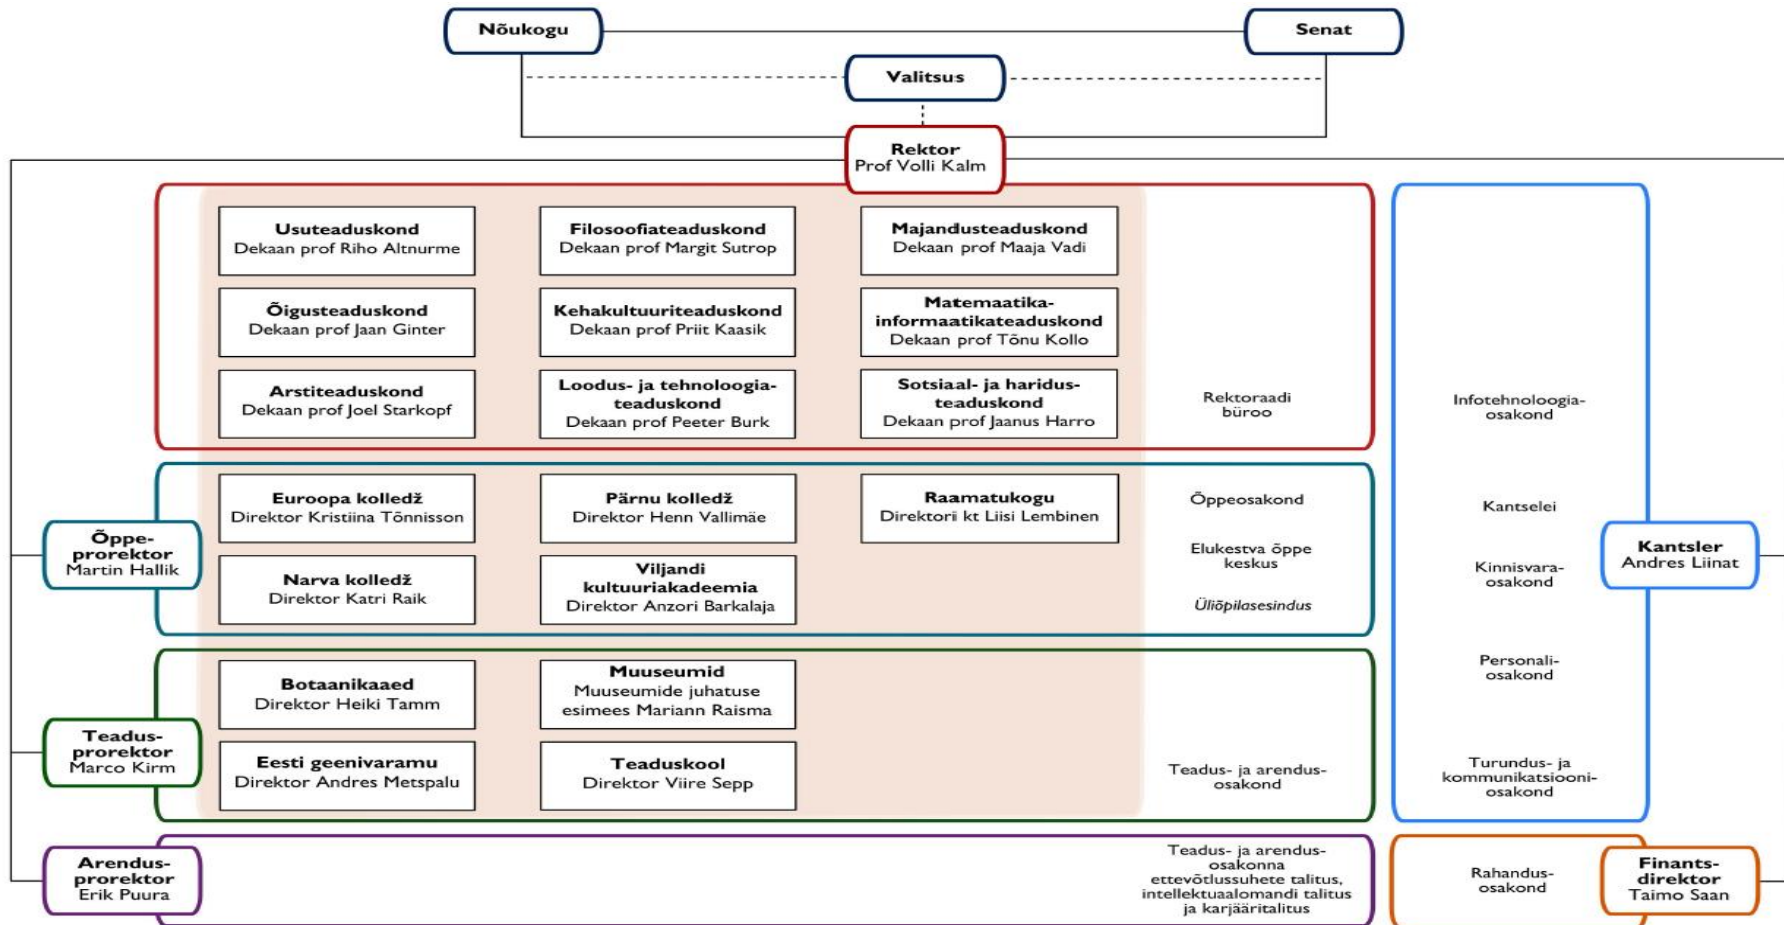 Nõukogu
Senat
Valitsus
Rektor
Prof Volli Kalm
Usuteaduskond
Dekaan prof Riho Altnurme
Filosoofiateaduskond
Dekaan prof Margit Sutrop
Majandusteaduskond
Dekaan prof Maaja Vadi
Õigusteaduskond
Dekaan prof Jaan Ginter
Kehakultuuriteaduskond
Dekaan prof Priit Kaasik
Matemaatika-
informaatikateaduskond
Dekaan prof Tõnu Kollo
Arstiteaduskond
Dekaan prof Joel Starkopf
Loodus- ja tehnoloogia-
teaduskond
Dekaan prof Peeter Burk
Sotsiaal- ja haridus-
teaduskond
Dekaan prof Jaanus Harro
Rektoraadi
büroo
Infotehnoloogia-
osakond
Õppe-
prorektor
Martin Hallik
Euroopa kolledž
Direktor Kristiina Tõnnisson
Pärnu kolledž
Direktor Henn Vallimäe
Raamatukogu
Direktori kt Liisi Lembinen
Narva kolledž
Direktor Katri Raik
Viljandi
kultuuriakadeemia
Direktor Anzori Barkalaja
Õppeosakond
Elukestva õppe
keskus
Üliõpilasesindus
Kantselei
Kinnisvara-
osakond
Kantsler
Andres Liinat
Personali-
osakond
Teadus-
prorektor
Marco Kirm
Botaanikaaed
Direktor Heiki Tamm
Muuseumid
Muuseumide juhatuse
esimees Mariann Raisma
Eesti geenivaramu
Direktor Andres Metspalu
Teaduskool
Direktor Viire Sepp
Teadus- ja arendus-
osakond
Turundus- ja
kommunikatsiooni-
osakond
Arendus-
prorektor
Erik Puura
Teadus- ja arendus-
osakonna
ettevõtlussuhete talitus,
intellektuaalomandi talitus
ja karjääritalitus
Rahandus-
osakond
Finants-
direktor
Taimo Saan